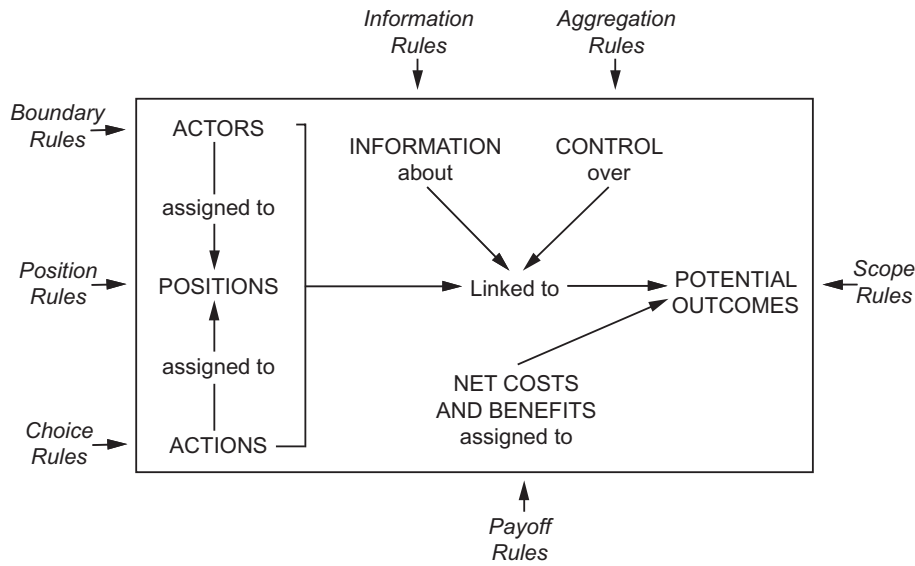 Information
Rules
Aggregation
Rules
Boundary
Rules
ACTORS
INFORMATION
about
CONTROL
over
assigned to
Position
Rules
POSITIONS
Linked to
POTENTIAL
OUTCOMES
Scope
Rules
assigned to
NET COSTS
AND BENEFITS
assigned to
Choice
Rules
ACTIONS
Payoff
Rules